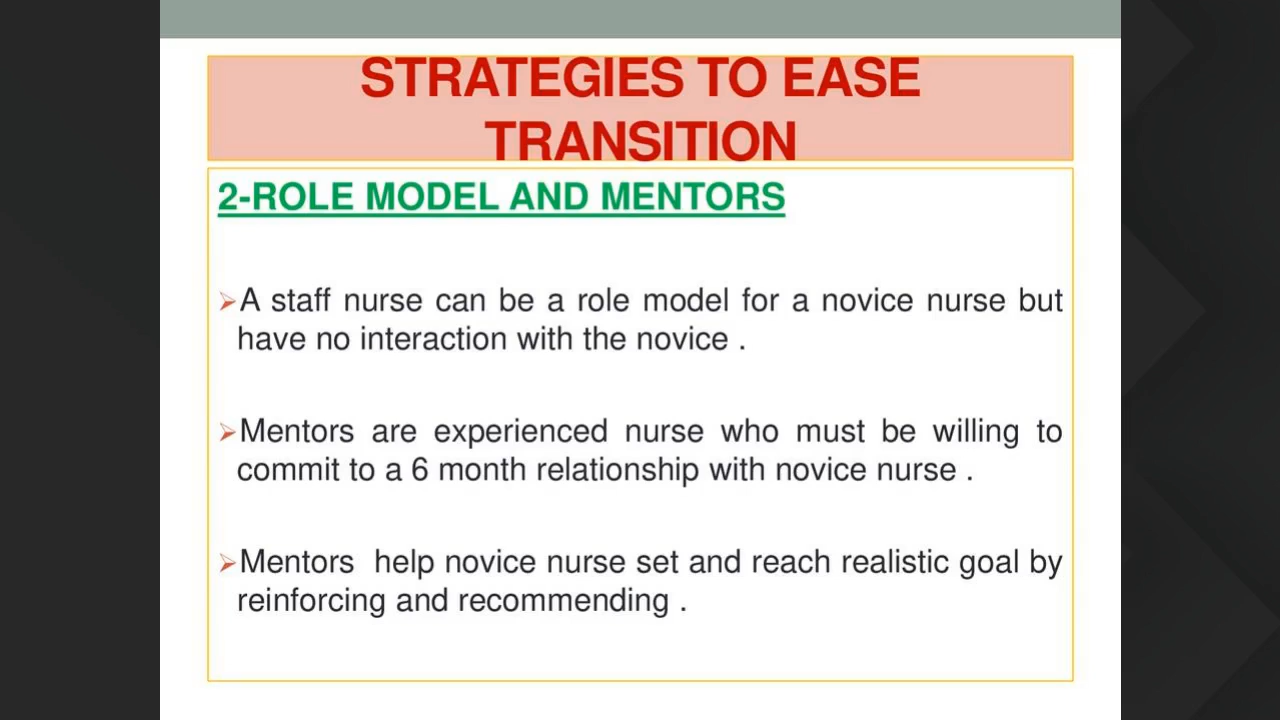 STRATEGIES TO EASE
TRANSITION
2-ROLE MODEL AND MENTORS
A staff nurse can be a role model for a novice nurse but
have no interaction with the novice .
Mentors are experienced nurse who must be willing to
commit to a 6 month relationship with novice nurse .
Mentors help novice nurse set and reach realistic goal by
reinforcing and recommending .